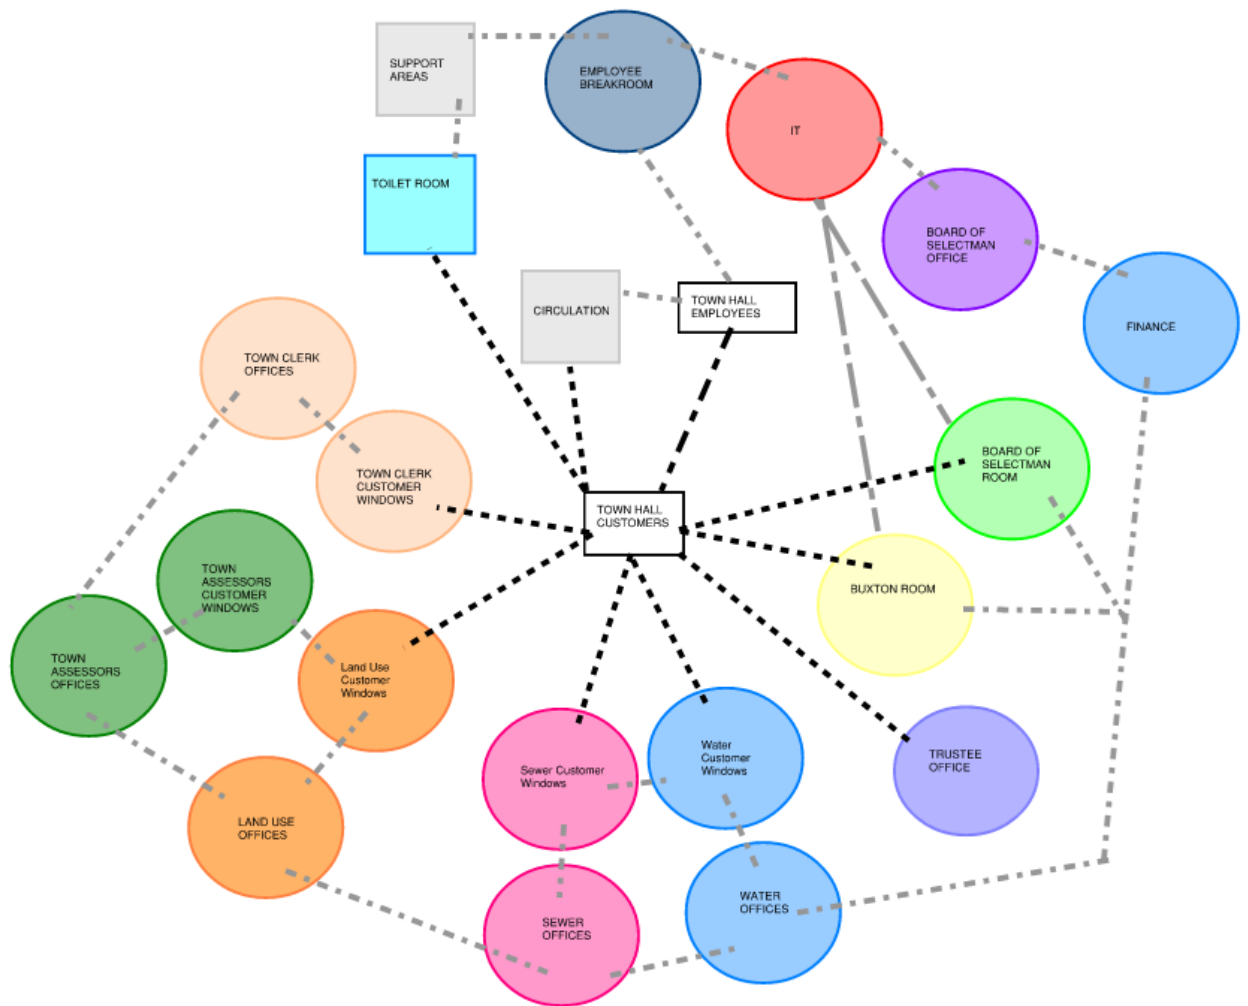 SUPPORT
AREAS
EMPLOYEE
BREAKROOM
IT
TOILET ROOM
BOARD OF
SELECTMAN
OFFICE
CIRCULATION
TOWN HALL
EMPLOYEES
FINANCE
TOWN CLERK
OFFICES
TOWN CLERK
CUSTOMER
WINDOWS
BOARD OF
SELECTMAN
ROOM
TOWN HALL
CUSTOMERS
TOWN
ASSESSORS
CUSTOMER
WINDOWS
BUXTON ROOM
TOWN
ASSESSORS
OFFICES
Land Use
Customer
Windows
Sewer Customer
Windows
Water
Customer
Windows
TRUSTEE
OFFICE
LAND USE
OFFICES
SEWER
OFFICES
WATER
OFFICES